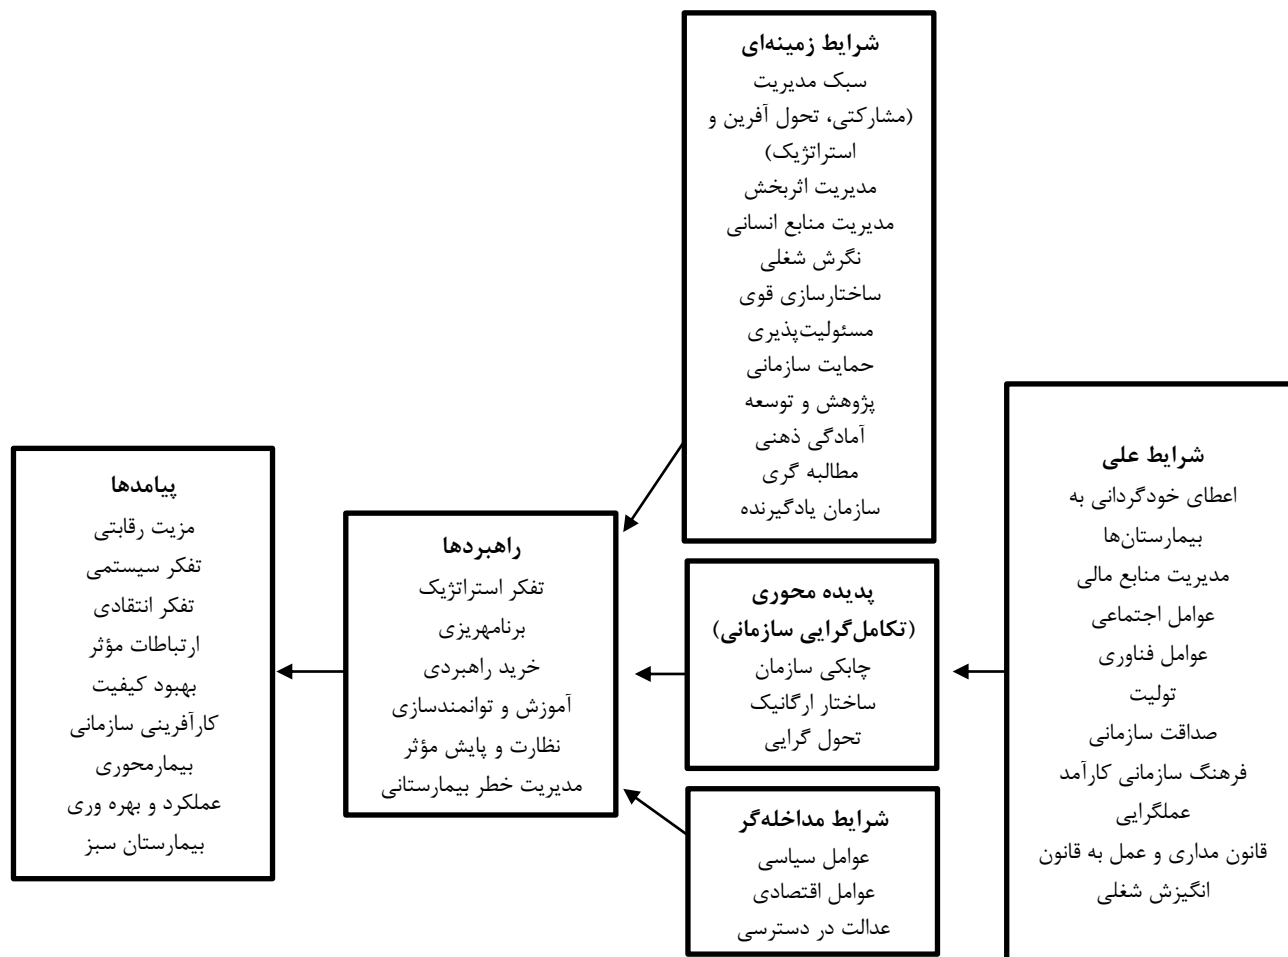 شرایط زمینه‌ای
سبک مدیریت
(مشارکتی، تحول آفرین و
استراتژیک)
مدیریت اثربخش
مدیریت منابع انسانی
نگرش شغلی
ساختارسازی قوی
مسئولیت‌پذیری
حمایت سازمانی
پژوهش و توسعه
آمادگی ذهنی
مطالبه گری
سازمان یادگیرنده
شرایط علی
اعطای خودگردانی به
بیمارستان‌ها
مدیریت منابع مالی
عوامل اجتماعی
عوامل فناوری
تولیت
صداقت سازمانی
فرهنگ سازمانی کارآمد
عملگرایی
قانون مداری و عمل به قانون
انگیزش شغلی
پدیده محوری
(تکامل‌گرایی سازمانی)
چابکی سازمان
ساختار ارگانیک
تحول گرایی
شرایط مداخله‌گر
عوامل سیاسی
عوامل اقتصادی
عدالت در دسترسی
راهبردها
تفکر استراتژیک
برنامهریزی
خرید راهبردی
آموزش و توانمندسازی
نظارت و پایش مؤثر
مدیریت خطر بیمارستانی
پیامدها
مزیت رقابتی
تفکر سیستمی
تفکر انتقادی
ارتباطات مؤثر
بهبود کیفیت
کارآفرینی سازمانی
بیمارمحوری
عملکرد و بهره وری
بیمارستان سبز